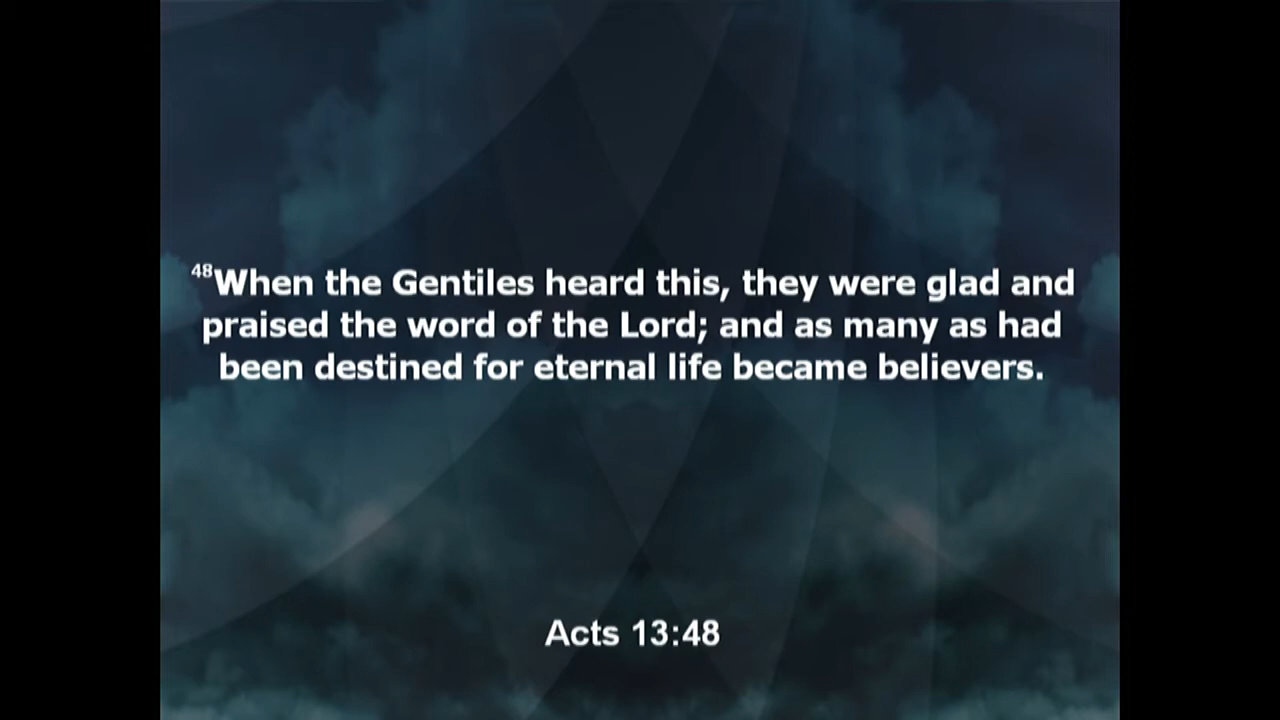 48When the Gentiles heard this, they were glad and
praised the word of the Lord; and as many as had
been destined for eternal life became believers.
Acts 13:48